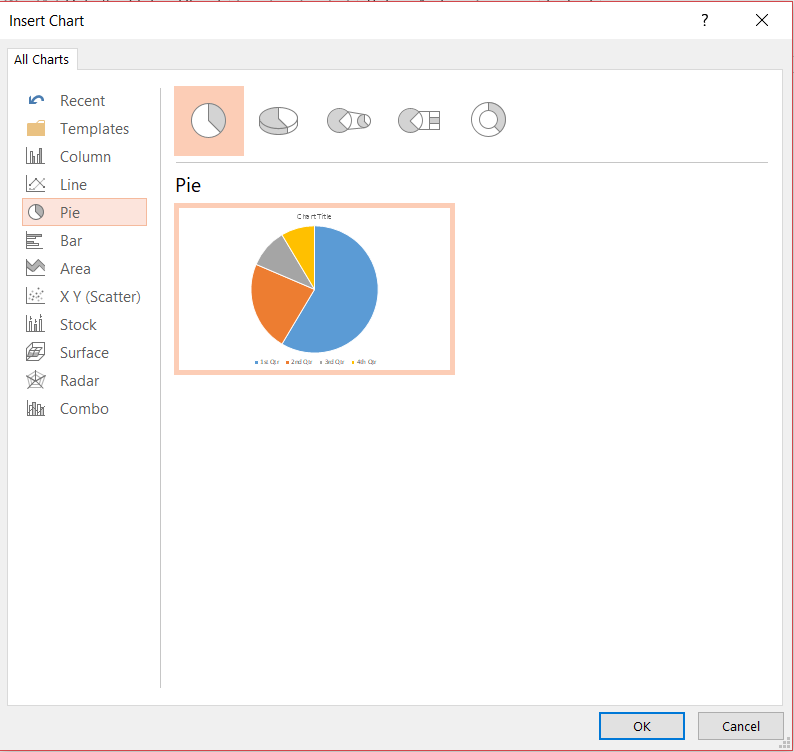 Insert Chart
?
All Charts
Recent
Templates
Column
Line
Pie
Bar
Area
X Y (Scatter)
Stock
Surface
Radar
Combo
Pie
Chart Title
1st Qtr 2nd Qtr 3rd Qtr 4th Qtr
OK
Cancel